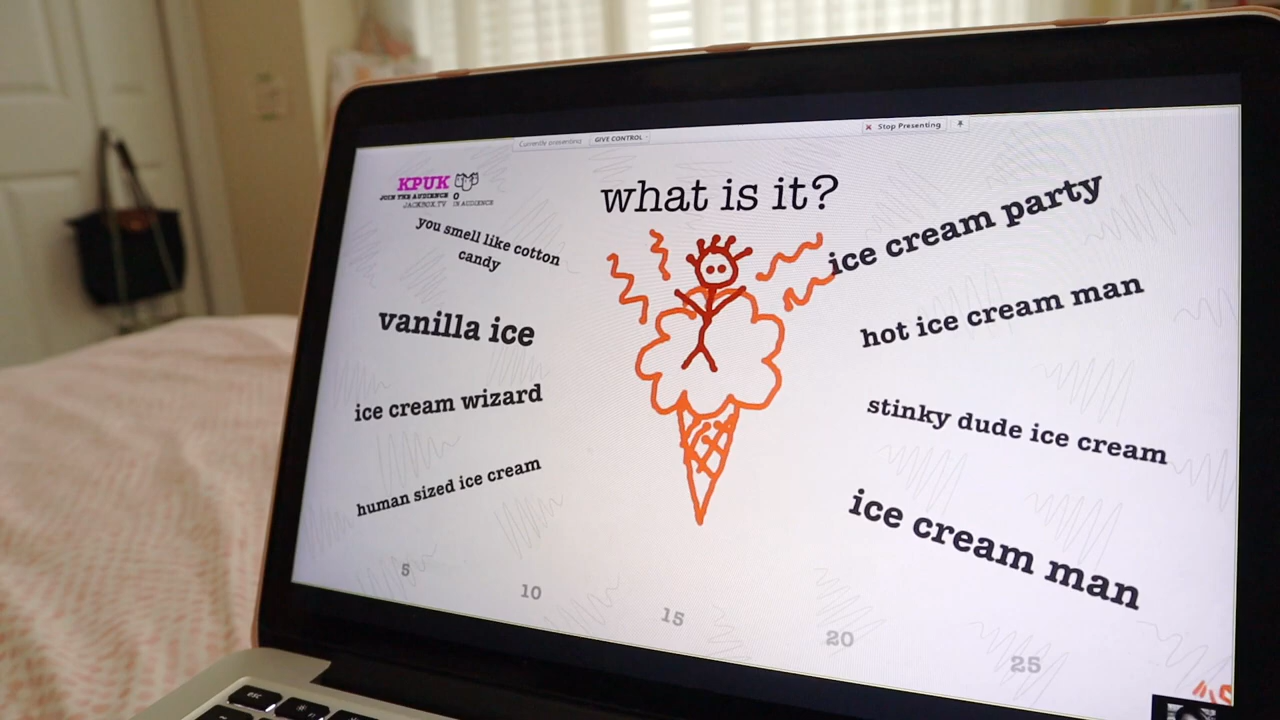 Currently presenting
GIVE CONTROL
Stop Presenting
KPUK
JOIN THE AUDIENCE
JACKBOX.TV
0
IN AUDIENCE
what is it?
you smell like cotton
candy
vanilla ice
ice cream wizard
human sized ice cream
ice cream party
hot ice cream man
stinky dude ice cream
ice cream man
5
10
15
20
25
esc